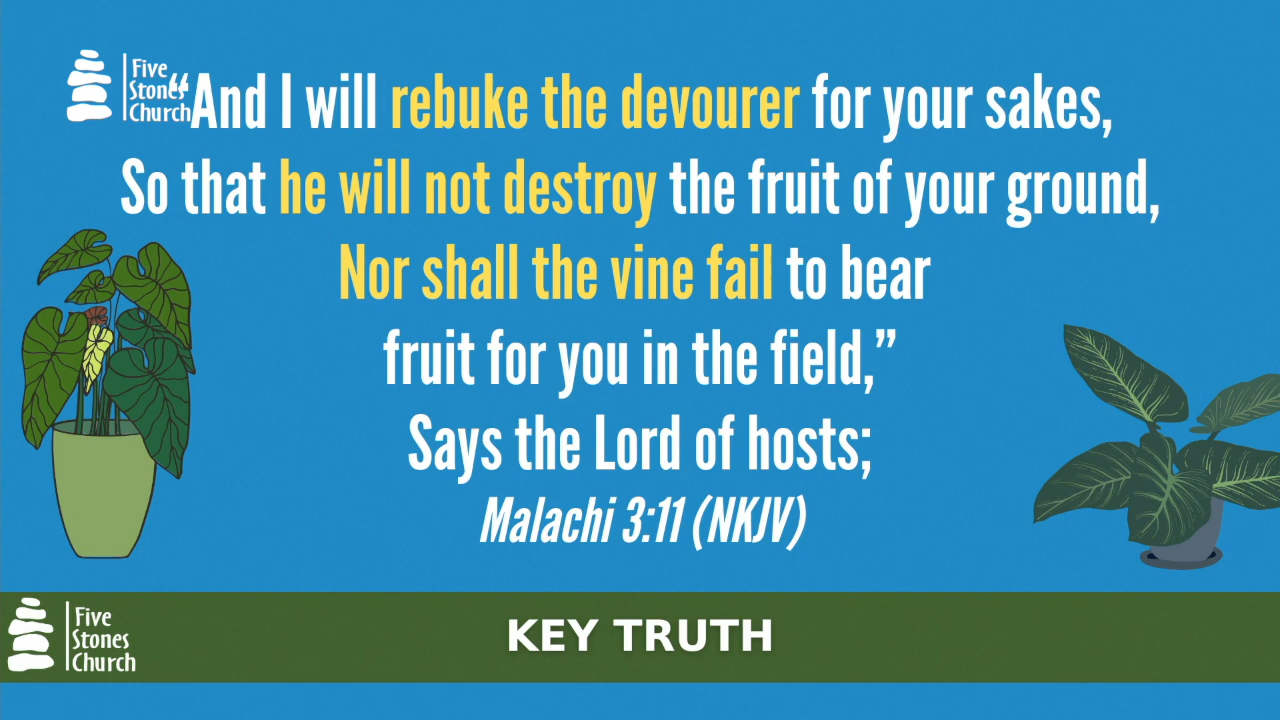 Five
Stones
Church
“And I will rebuke the devourer for your sakes,
So that he will not destroy the fruit of your ground,
Nor shall the vine fail to bear
fruit for you in the field,”
Says the Lord of hosts;
Malachi 3:11 (NKJV)
KEY TRUTH
Five
Stones
Church